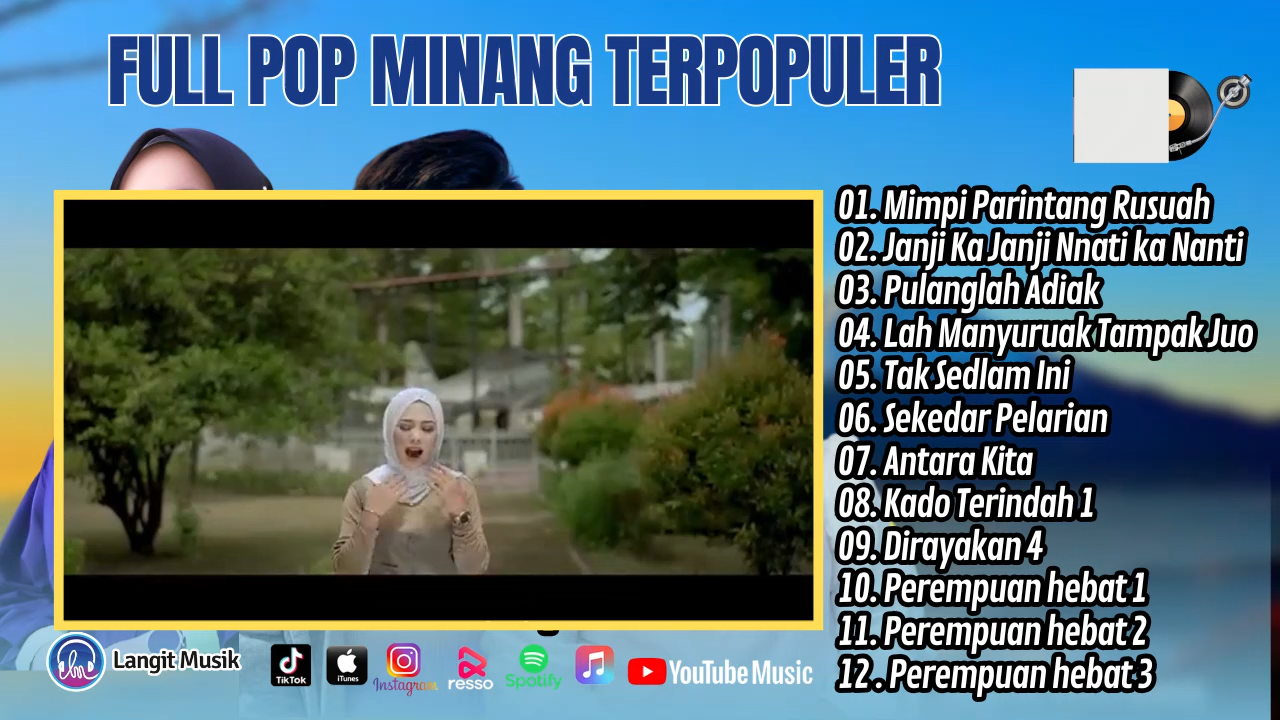 FULL POP MINANG TERPOPULER
01. Mimpi Parintang Rusuah
02. Janji Ka Janji Nnati ka Nanti
03. Pulanglah Adiak
04. Lah Manyuruak Tampak Juo
05. Tak Sedlam Ini
06. Sekedar Pelarian
07. Antara Kita
08. Kado Terindah 1
09. Dirayakan 4
10. Perempuan hebat 1
11. Perempuan hebat 2
12. Perempuan hebat 3
lm Langit Musik
TikTok
iTunes
Instagram
resso
Spotify
YouTube Music